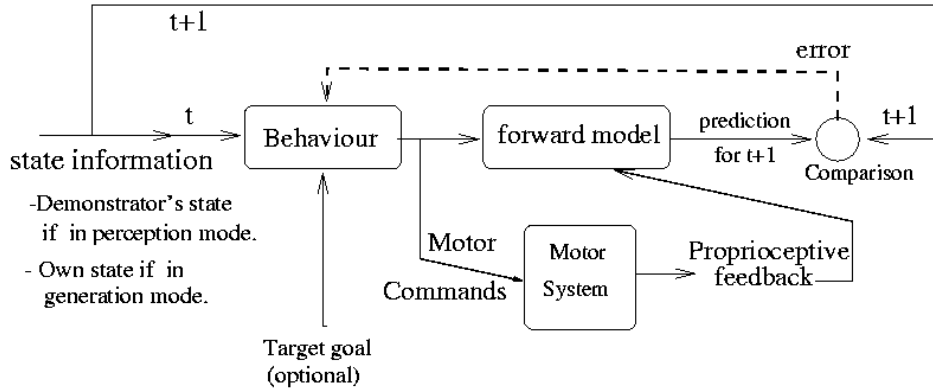 t+1
error
t
Behaviour
forward model
prediction
for t+1
t+1
Comparison
state information
-Demonstrator's state
if in perception mode.
- Own state if in
generation mode.
Motor
Commands
Motor
System
Proprioceptive
feedback
Target goal
(optional)